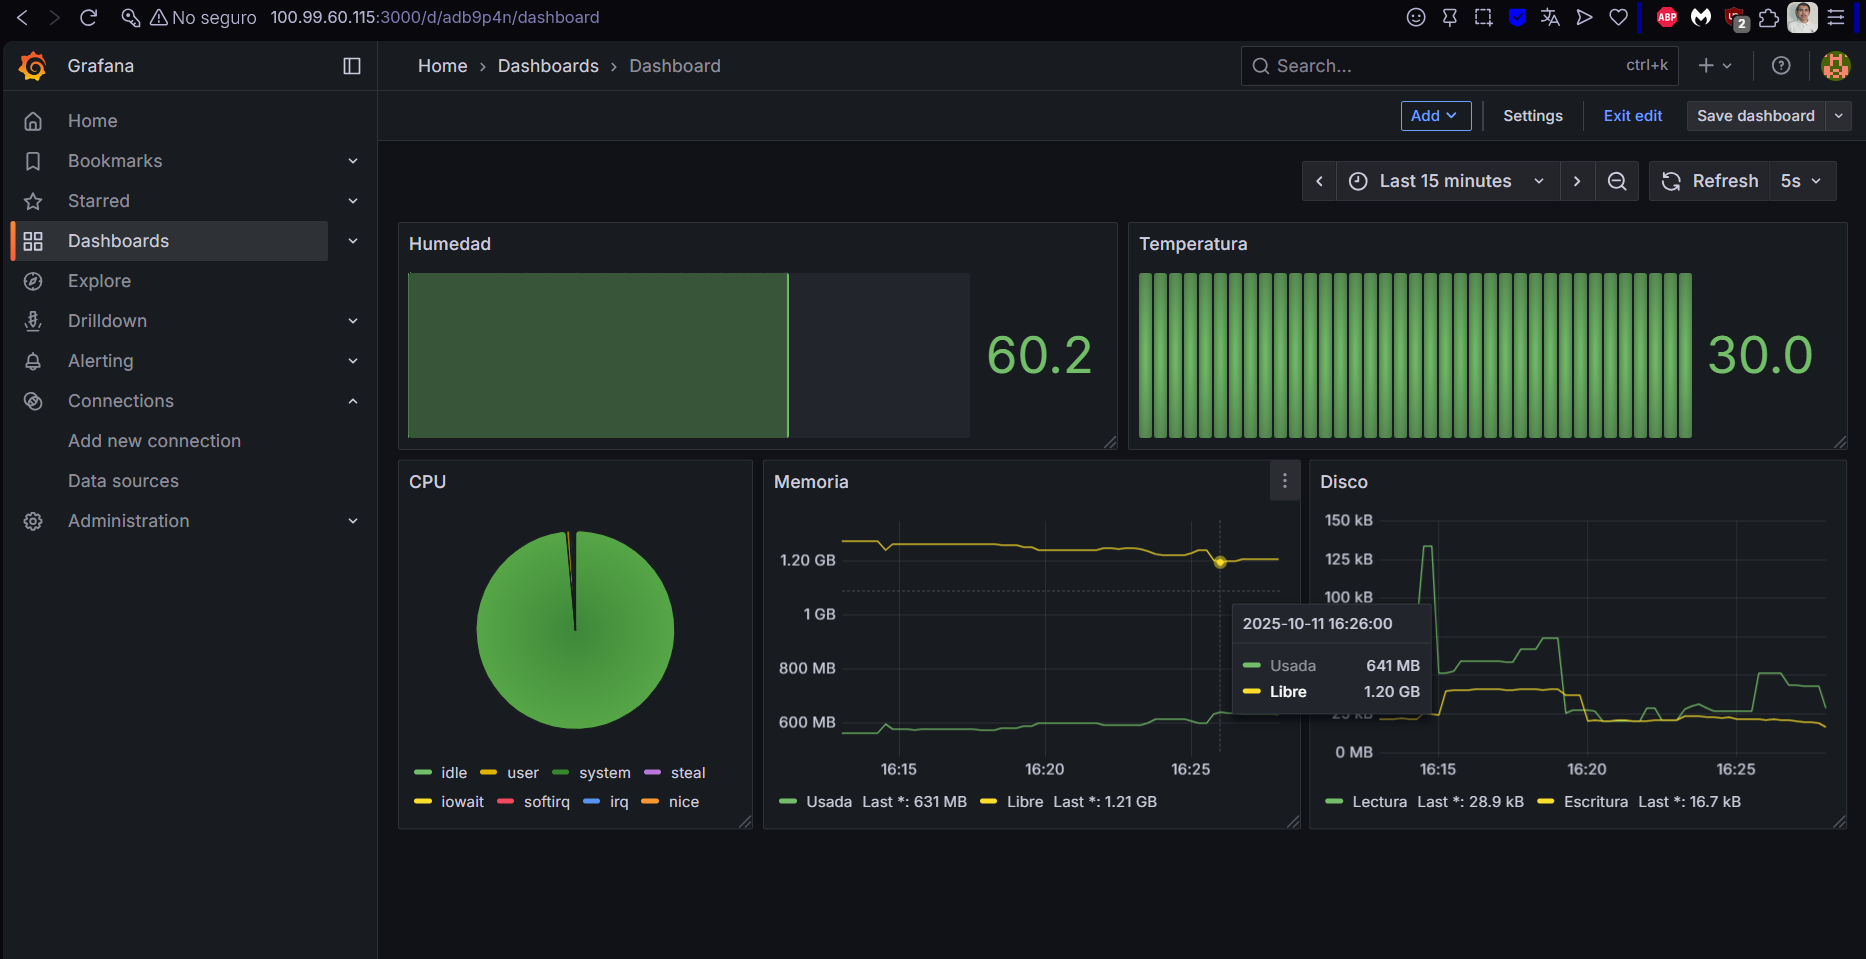 No seguro 100.99.60.115:3000/d/adb9p4n/dashboard
ABP
2
Grafana
Home › Dashboards › Dashboard
Search... ctrl+k
Add Settings Exit edit Save dashboard
Home
Bookmarks
Starred
Dashboards
Explore
Drilldown
Alerting
Connections
Add new connection
Data sources
Administration
Last 15 minutes Refresh 5s
Humedad
60.2
Temperatura
30.0
CPU
idle user system steal
iowait softirq irq nice
Memoria
1.20 GB
1 GB
800 MB
600 MB
16:15 16:20 16:25
Usada Last *: 631 MB Libre Last *: 1.21 GB
2025-10-11 16:26:00
Usada 641 MB
Libre 1.20 GB
Disco
150 kB
125 kB
100 kB
25 kB
0 MB
16:15 16:20 16:25
Lectura Last *: 28.9 kB Escritura Last *: 16.7 kB